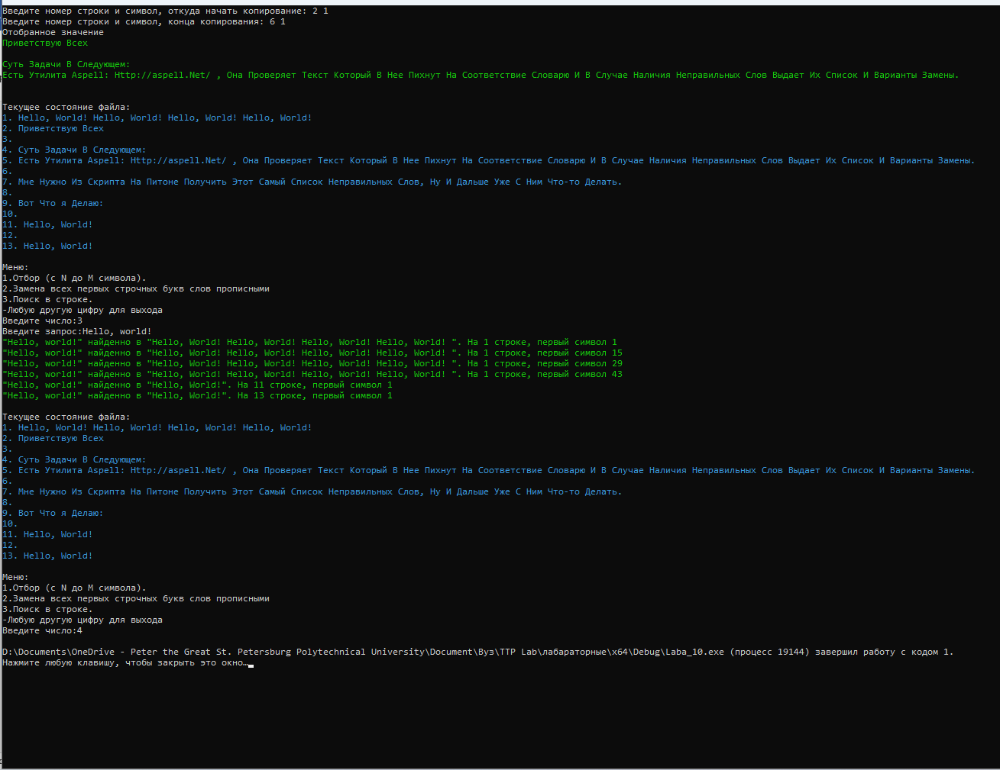 Введите номер строки и символ, откуда начать копирование: 2 1
Введите номер строки и символ, конца копирования: 6 1
Отобранное значение
Приветствую Всех
Суть Задачи В Следующем:
Есть Утилита Aspell: Http://aspell.Net/ , Она Проверяет Текст Который В Нее Пихнут На Соответствие Словарю И В Случае Наличия Неправильных Слов Выдает Их Список И Варианты Замены.
Текущее состояние файла:
1. Hello, World! Hello, World! Hello, World! Hello, World!
2. Приветствую Всех
3.
4. Суть Задачи В Следующем:
5. Есть Утилита Aspell: Http://aspell.Net/ , Она Проверяет Текст Который В Нее Пихнут На Соответствие Словарю И В Случае Наличия Неправильных Слов Выдает Их Список И Варианты Замены.
6.
7. Мне Нужно Из Скрипта На Питоне Получить Этот Самый Список Неправильных Слов, Ну И Дальше Уже С Ним Что-то Делать.
8.
9. Вот Что я Делаю:
10.
11. Hello, World!
12.
13. Hello, World!
Меню:
1.Отбор (с N до M символа).
2.Замена всех первых строчных букв слов прописными
3.Поиск в строке.
-Любую другую цифру для выхода
Введите число:3
Введите запрос:Hello, world!
"Hello, world!" найденно в "Hello, World! Hello, World! Hello, World! Hello, World! ". На 1 строке, первый символ 1
"Hello, world!" найденно в "Hello, World! Hello, World! Hello, World! Hello, World! ". На 1 строке, первый символ 15
"Hello, world!" найденно в "Hello, World! Hello, World! Hello, World! Hello, World! ". На 1 строке, первый символ 29
"Hello, world!" найденно в "Hello, World! Hello, World! Hello, World! Hello, World! ". На 1 строке, первый символ 43
"Hello, world!" найденно в "Hello, World!". На 11 строке, первый символ 1
"Hello, world!" найденно в "Hello, World!". На 13 строке, первый символ 1
Текущее состояние файла:
1. Hello, World! Hello, World! Hello, World! Hello, World!
2. Приветствую Всех
3.
4. Суть Задачи В Следующем:
5. Есть Утилита Aspell: Http://aspell.Net/ , Она Проверяет Текст Который В Нее Пихнут На Соответствие Словарю И В Случае Наличия Неправильных Слов Выдает Их Список И Варианты Замены.
6.
7. Мне Нужно Из Скрипта На Питоне Получить Этот Самый Список Неправильных Слов, Ну И Дальше Уже С Ним Что-то Делать.
8.
9. Вот Что я Делаю:
10.
11. Hello, World!
12.
13. Hello, World!
Меню:
1.Отбор (с N до M символа).
2.Замена всех первых строчных букв слов прописными
3.Поиск в строке.
-Любую другую цифру для выхода
Введите число:4
D:\Documents\OneDrive - Peter the Great St. Petersburg Polytechnical University\Document\Вуз\TTP Lab\лабараторные\x64\Debug\Laba_10.exe (процесс 19144) завершил работу с кодом 1.
Нажмите любую клавишу, чтобы закрыть это окно…